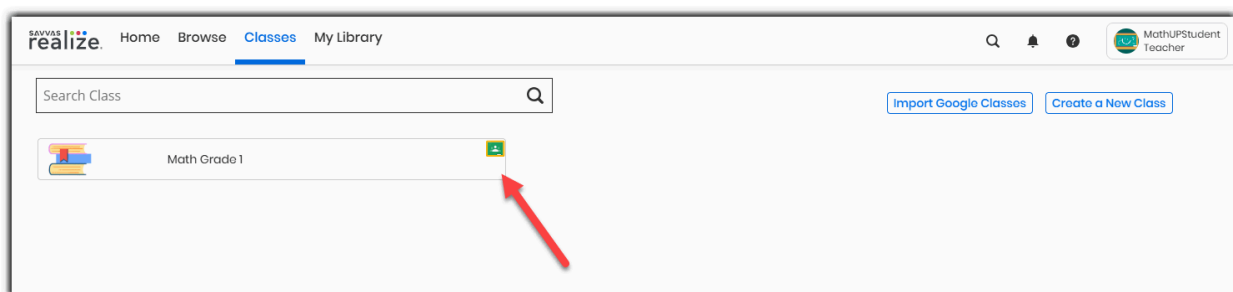 savvas
realize.
Home Browse Classes My Library
MathUPStudent
Teacher
Search Class
Import Google Classes Create a New Class
Math Grade 1